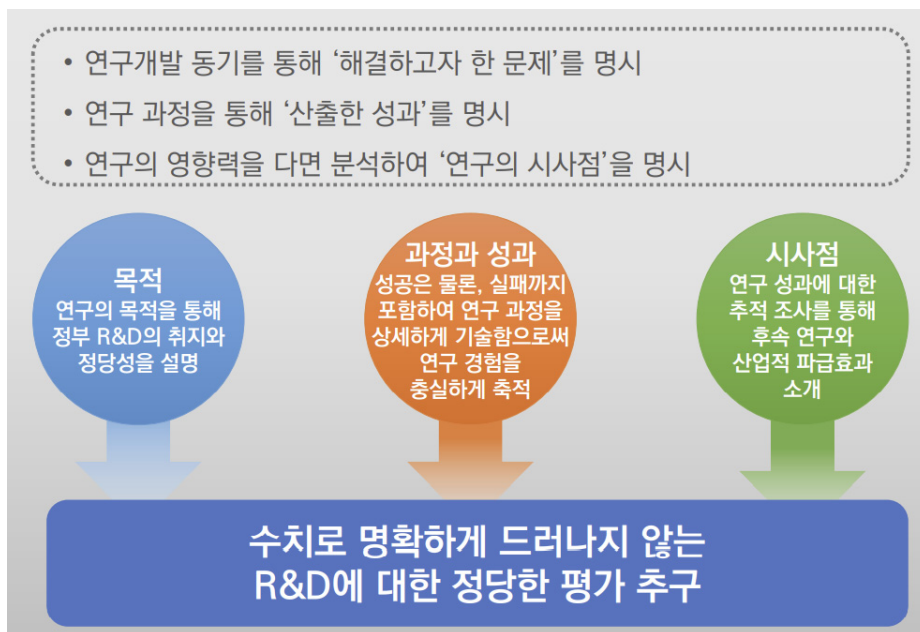 • 연구개발 동기를 통해 ‘해결하고자 한 문제’를 명시
• 연구 과정을 통해 ‘산출한 성과’를 명시
• 연구의 영향력을 다면 분석하여 ‘연구의 시사점’을 명시
목적
연구의 목적을 통해
정부 R&D의 취지와
정당성을 설명
과정과 성과
성공은 물론, 실패까지
포함하여 연구 과정을
상세하게 기술함으로써
연구 경험을
충실하게 축적
시사점
연구 성과에 대한
추적 조사를 통해
후속 연구와
산업적 파급효과
소개
수치로 명확하게 드러나지 않는
R&D에 대한 정당한 평가 추구